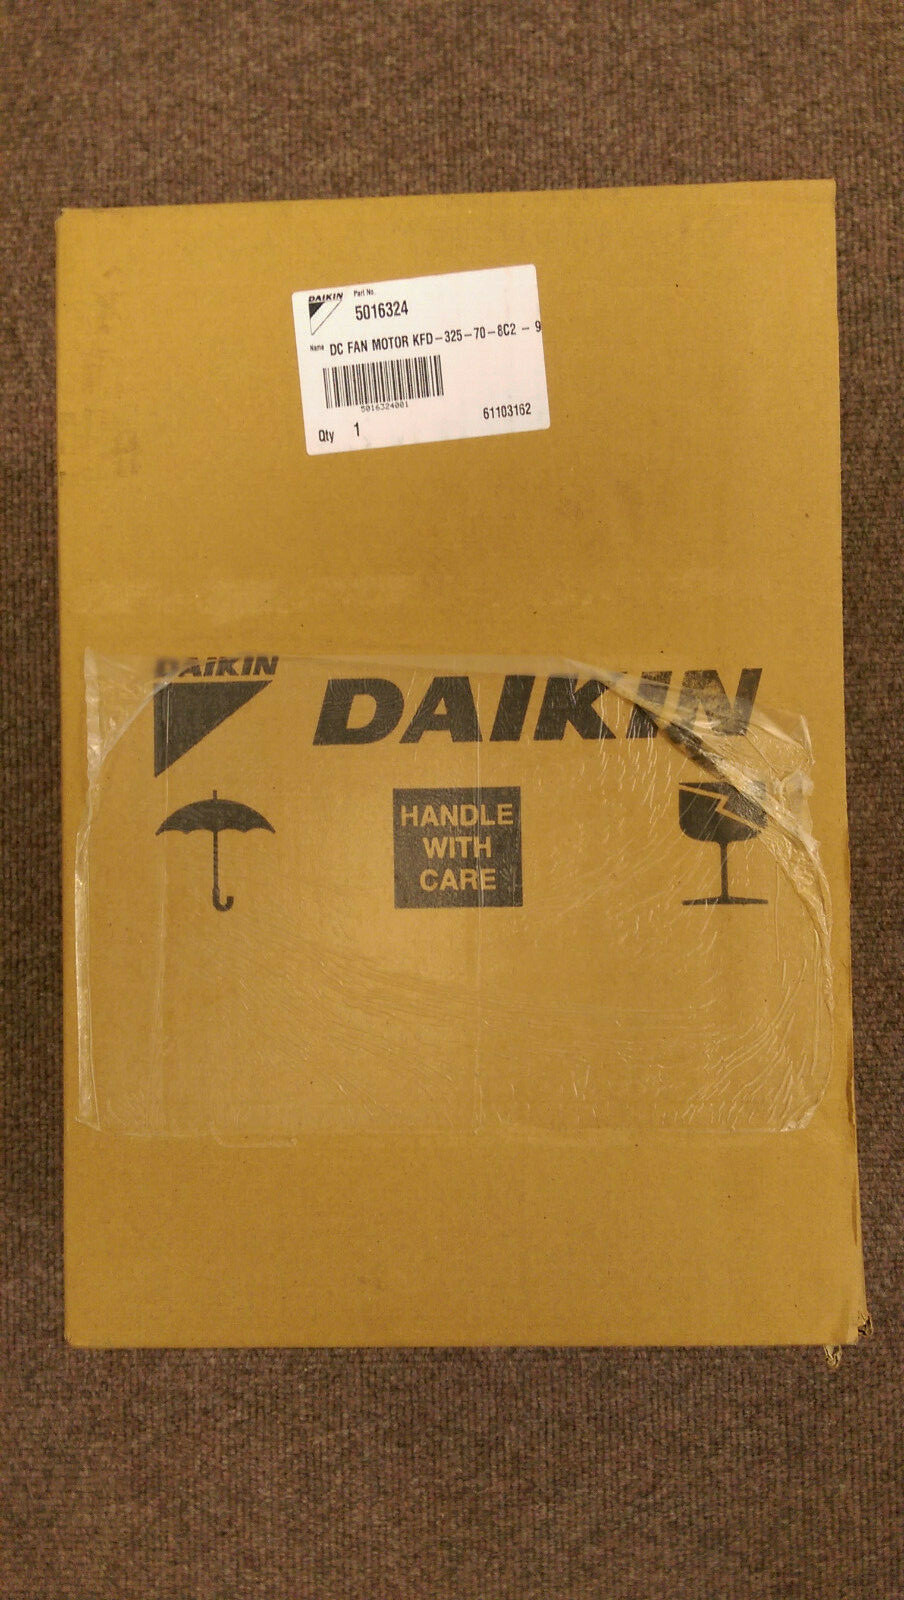 DAIKIN
Part No.
5016324
Name DC FAN MOTOR KFD-325-70-8C2 - 9
5016324001
61103162
Qty 1
DAIKIN
DAIKIN
HANDLE
WITH
CARE